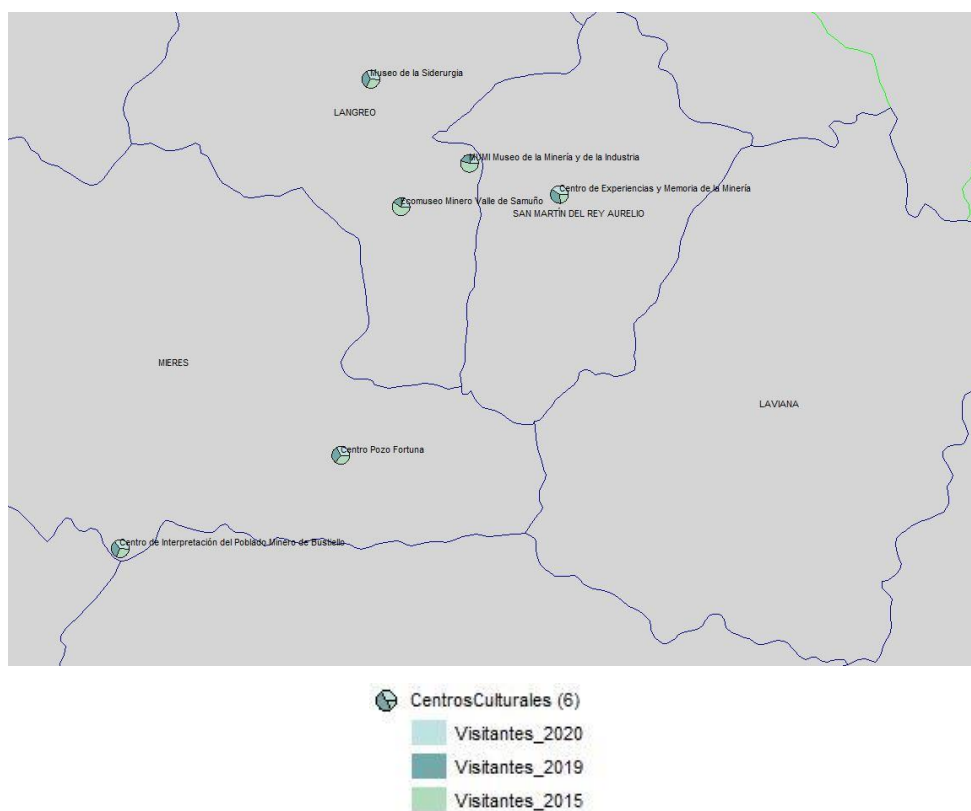 Museo de la Siderurgia
LANGREO
MUMI Museo de la Minería y de la Industria
Centro de Experiencias y Memoria de la Minería
Ecomuseo Minero Valle de Samuño
SAN MARTÍN DEL REY AURELIO
MIERES
LAVIANA
Centro Pozo Fortuna
Centro de Interpretación del Poblado Minero de Bustiello
CentrosCulturales (6)
Visitantes_2020
Visitantes_2019
Visitantes_2015